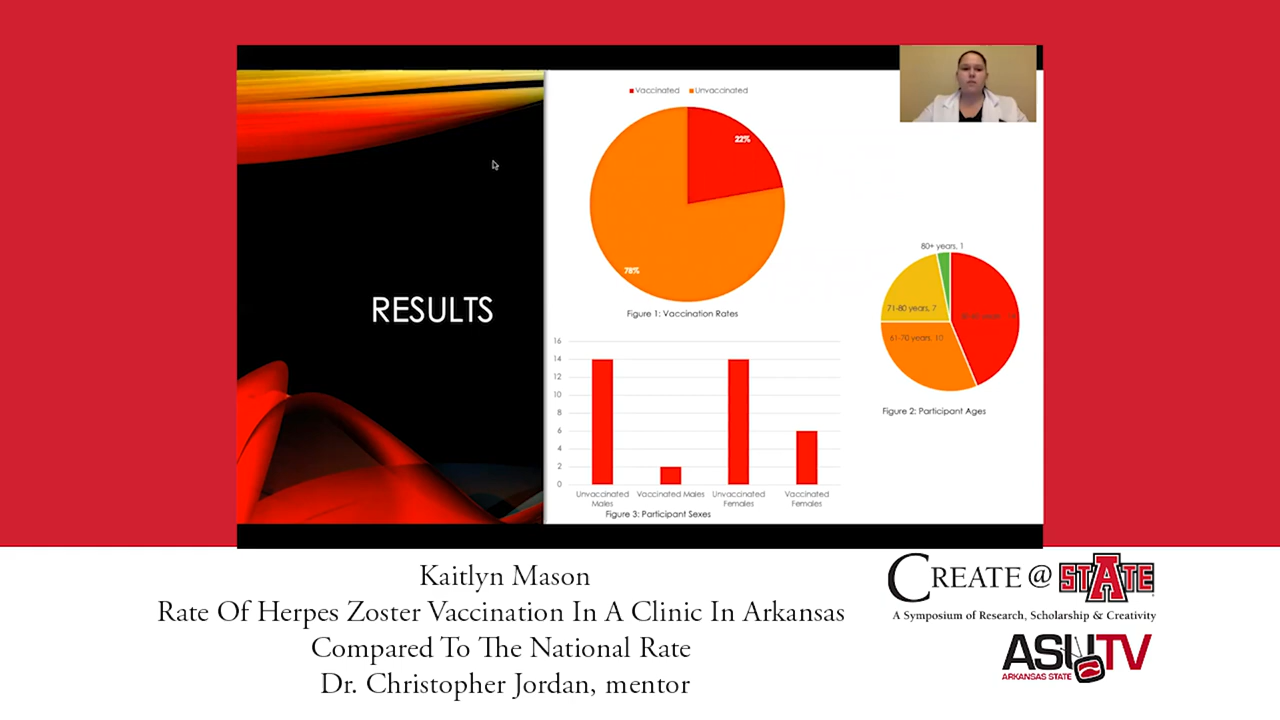 Vaccinated Unvaccinated
22%
78%
Figure 1: Vaccination Rates
RESULTS
80+ years, 1
71-80 years, 7
61-70 years, 10
Figure 2: Participant Ages
16
14
12
10
8
6
4
2
0
Unvaccinated Males
Vaccinated Males
Unvaccinated Females
Vaccinated Females
Figure 3: Participant Sexes
Kaitlyn Mason
Rate Of Herpes Zoster Vaccination In A Clinic In Arkansas
Compared To The National Rate
Dr. Christopher Jordan, mentor
CREATE @ STATE
A Symposium of Research, Scholarship & Creativity
ASUTV
ARKANSAS STATE